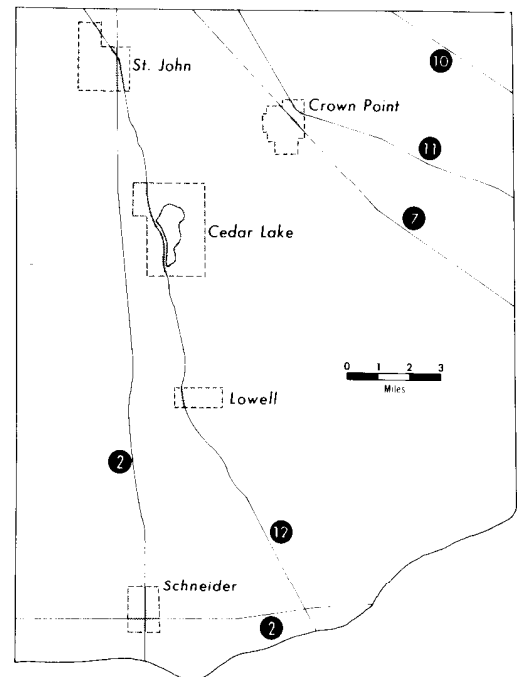 St. John
10
Crown Point
11
7
Cedar Lake
0 1 2 3
Miles
Lowell
2
12
Schneider
2